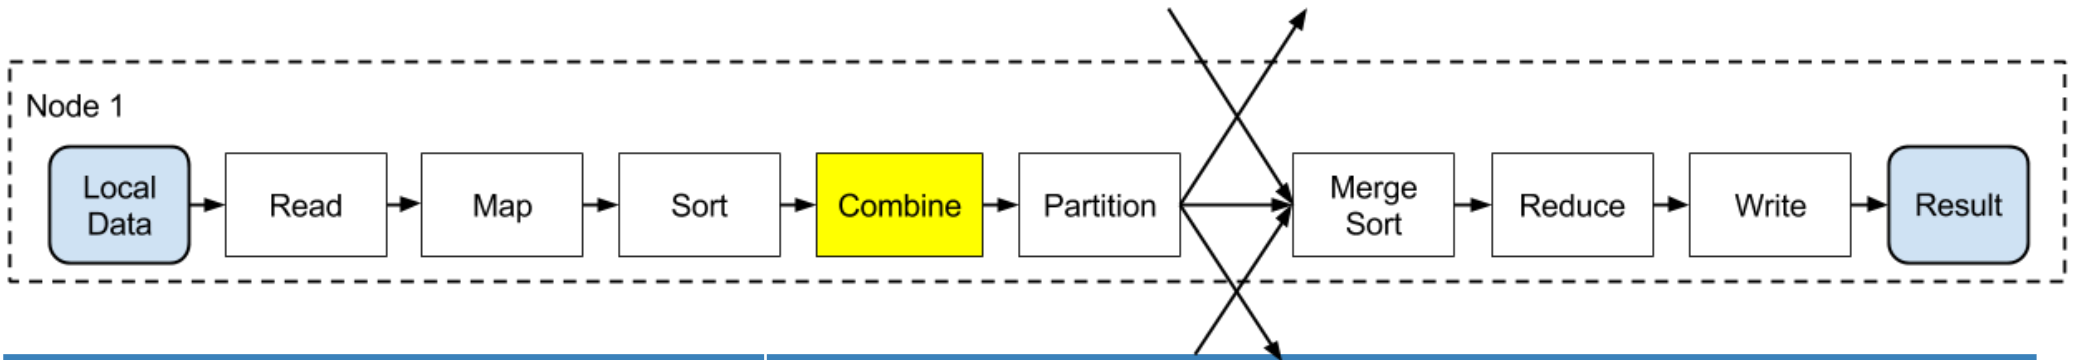 Node 1
Local
Data
Read
Map
Sort
Combine
Partition
Merge
Sort
Reduce
Write
Result